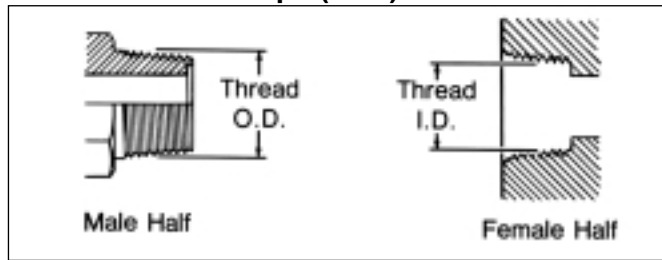 Thread
O.D.
Male Half
Thread
I.D.
Female Half